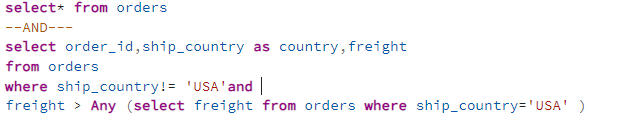 select* from orders
--AND---
select order_id,ship_country as country,freight
from orders
where ship_country!= 'USA'and
freight > Any (select freight from orders where ship_country='USA' )